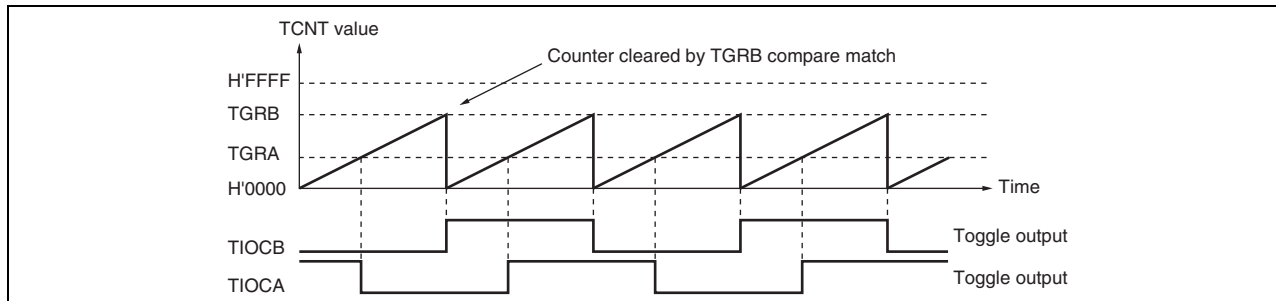 TCNT value
Counter cleared by TGRB compare match
H'FFFF
TGRB
TGRA
H'0000
Time
TIOCB
Toggle output
TIOCA
Toggle output